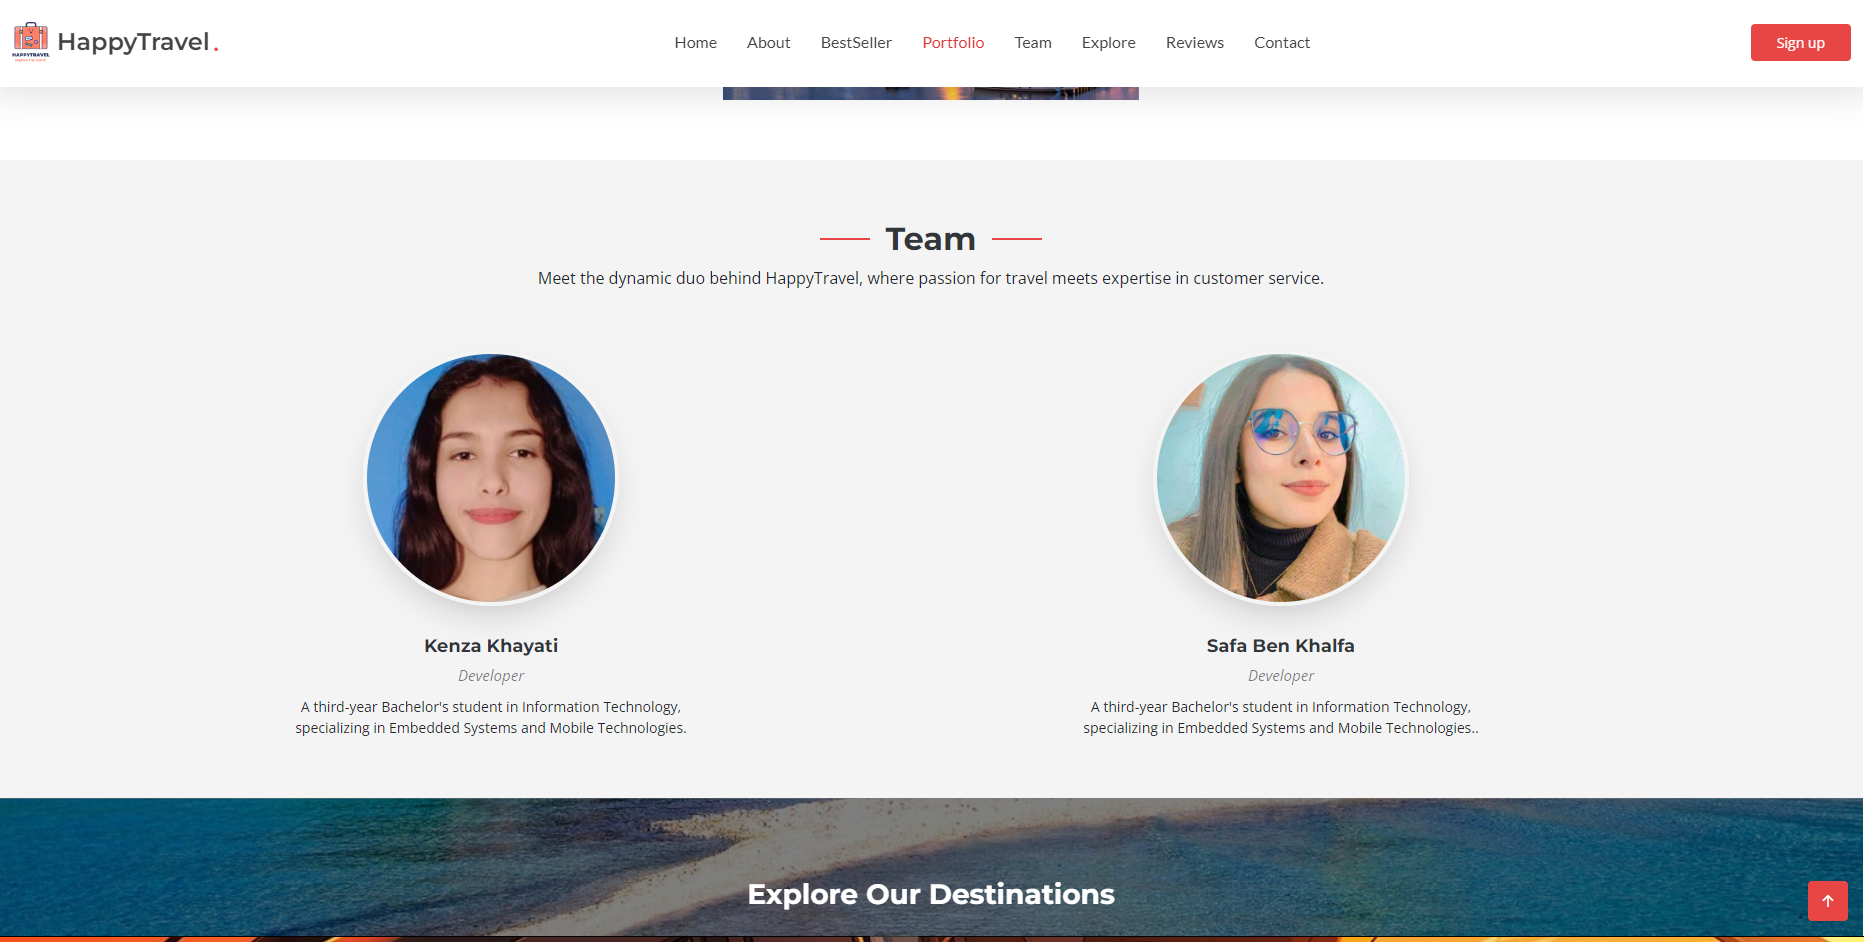 HAPPYTRAVEL
HappyTravel.
Home About BestSeller Portfolio Team Explore Reviews Contact
Sign up
Team
Meet the dynamic duo behind HappyTravel, where passion for travel meets expertise in customer service.
Kenza Khayati
Developer
A third-year Bachelor's student in Information Technology,
specializing in Embedded Systems and Mobile Technologies.
Safa Ben Khalfa
Developer
A third-year Bachelor's student in Information Technology,
specializing in Embedded Systems and Mobile Technologies..
Explore Our Destinations